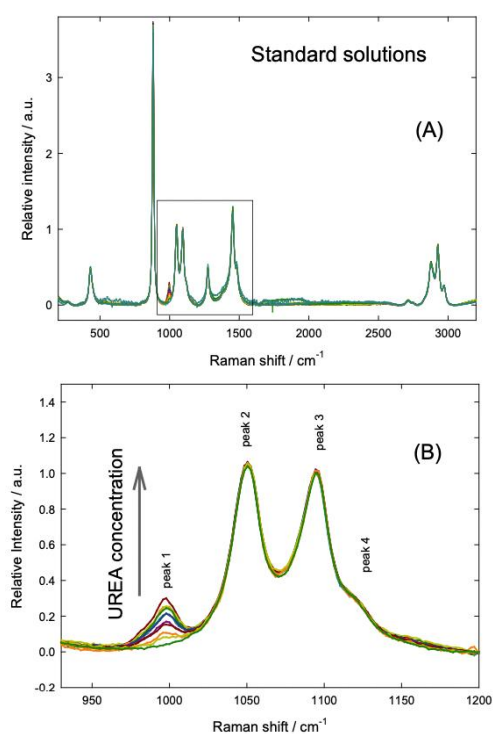 Standard solutions
(A)
Relative intensity / a.u.
3
2
1
0
500 1000 1500 2000 2500 3000
Raman shift / cm-1
(B)
Relative Intensity / a.u.
1.4
1.2
1.0
0.8
0.6
0.4
0.2
0.0
-0.2
UREA concentration
peak 1
peak 2
peak 3
peak 4
950 1000 1050 1100 1150 1200
Raman shift / cm-1